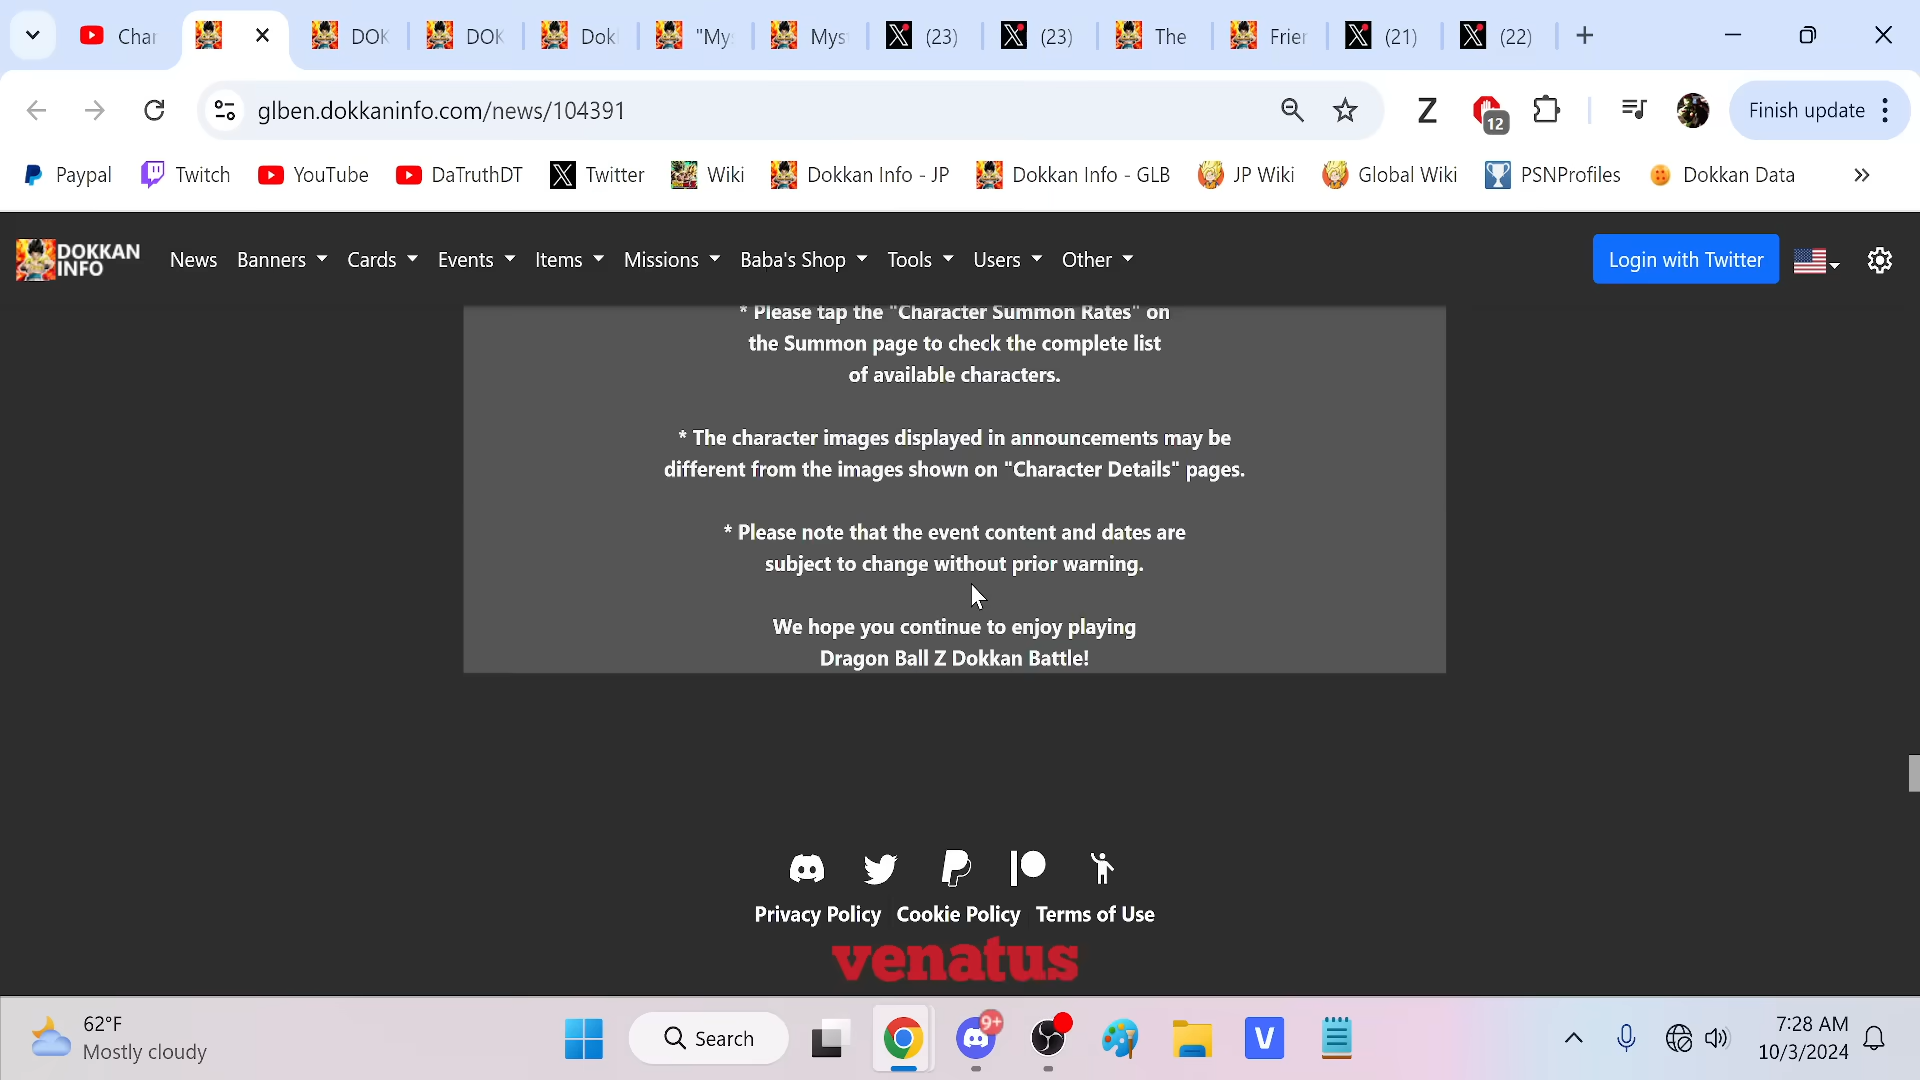 Char
DOK
DOK
Dok
"My
Mys
(23)
(23)
The
Frier
(21)
(22)
glben.dokkaninfo.com/news/104391
12
Finish update
Paypal
Twitch
YouTube
DaTruthDT
Twitter
Wiki
Dokkan Info - JP
Dokkan Info - GLB
JP Wiki
Global Wiki
PSNProfiles
Dokkan Data
DOKKAN
INFO
News
Banners
Cards
Events
Items
Missions
Baba's Shop
Tools
Users
Other
Login with Twitter
* Please tap the "Character Summon Rates" on
the Summon page to check the complete list
of available characters.
* The character images displayed in announcements may be
different from the images shown on "Character Details" pages.
* Please note that the event content and dates are
subject to change without prior warning.
We hope you continue to enjoy playing
Dragon Ball Z Dokkan Battle!
Privacy Policy Cookie Policy Terms of Use
venatus
62°F
Mostly cloudy
Search
9+
V
7:28 AM
10/3/2024